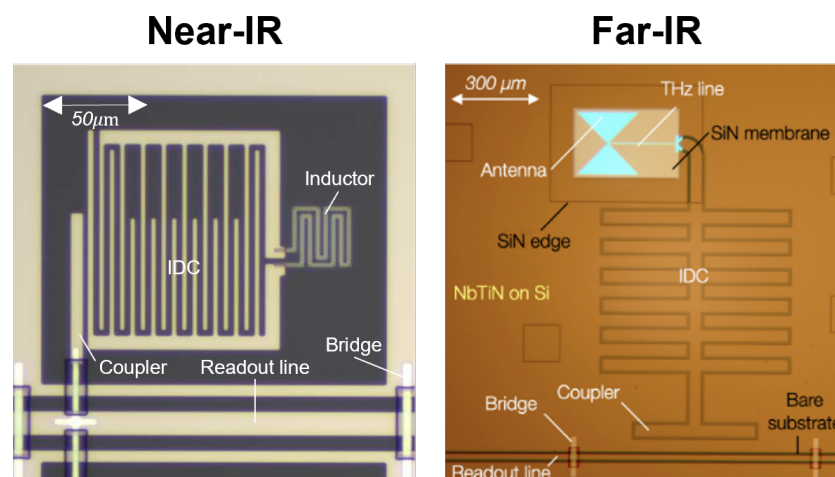 Near-IR
50μm
Inductor
IDC
Coupler
Readout line
Bridge
Far-IR
300 μm
THz line
SiN membrane
Antenna
SiN edge
IDC
NbTiN on Si
Coupler
Bridge
Bare
substrate
Readout line